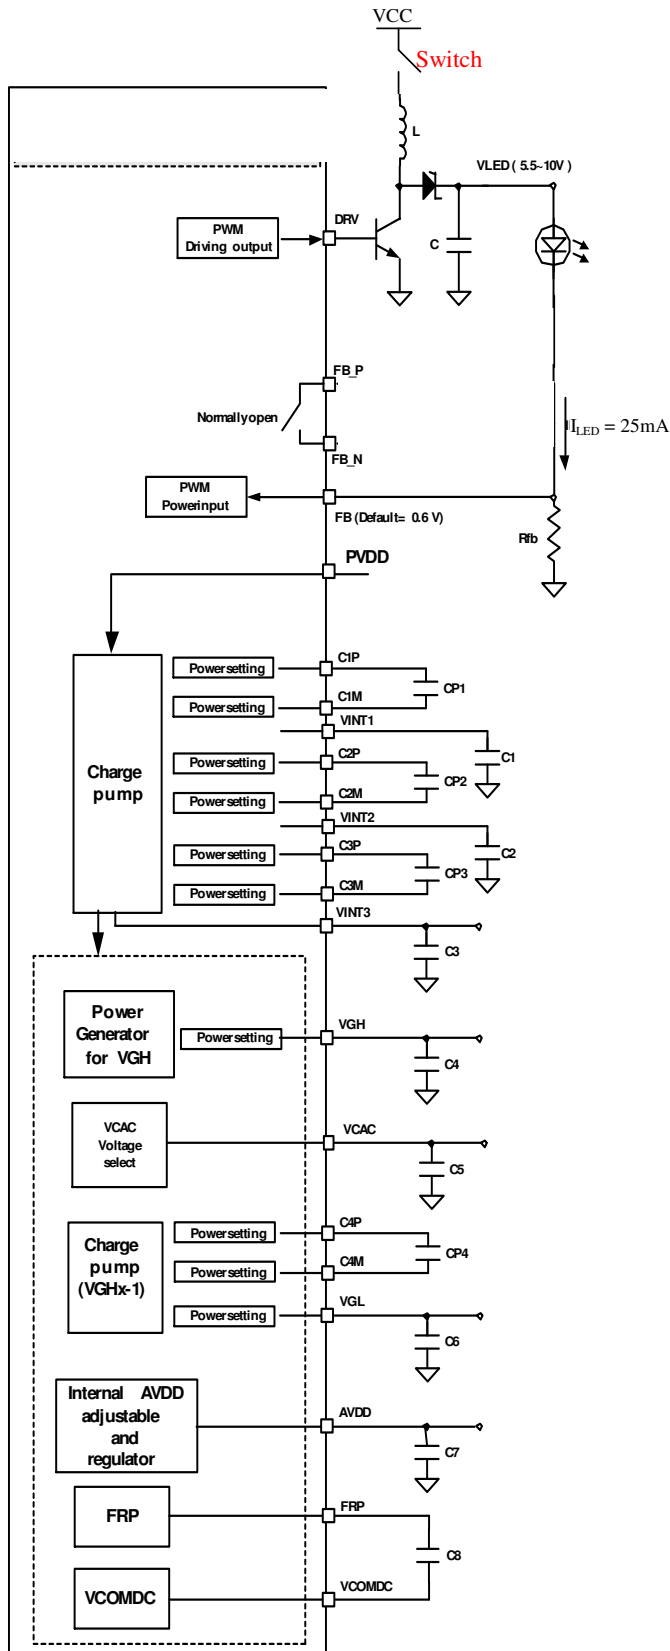 VCC
Switch
L
VLED ( 5.5~10V )
DRV
PWM
Driving output
C
FB_P
Normallyopen
I_LED = 25mA
FB_N
PWM
Powerinput
FB (Default= 0.6 V)
Rfb
PVDD
C1P
Powersetting
CP1
C1M
Powersetting
VINT1
C1
Charge
pump
C2P
Powersetting
CP2
C2M
Powersetting
VINT2
C2
C3P
Powersetting
CP3
C3M
Powersetting
VINT3
C3
Power
Generator
for VGH
Powersetting
VGH
C4
VCAC
Voltage
select
VCAC
C5
Charge
pump
(VGHx-1)
C4P
Powersetting
CP4
C4M
Powersetting
VGL
Powersetting
C6
Internal AVDD
adjustable
and
regulator
AVDD
C7
FRP
FRP
C8
VCOMDC
VCOMDC